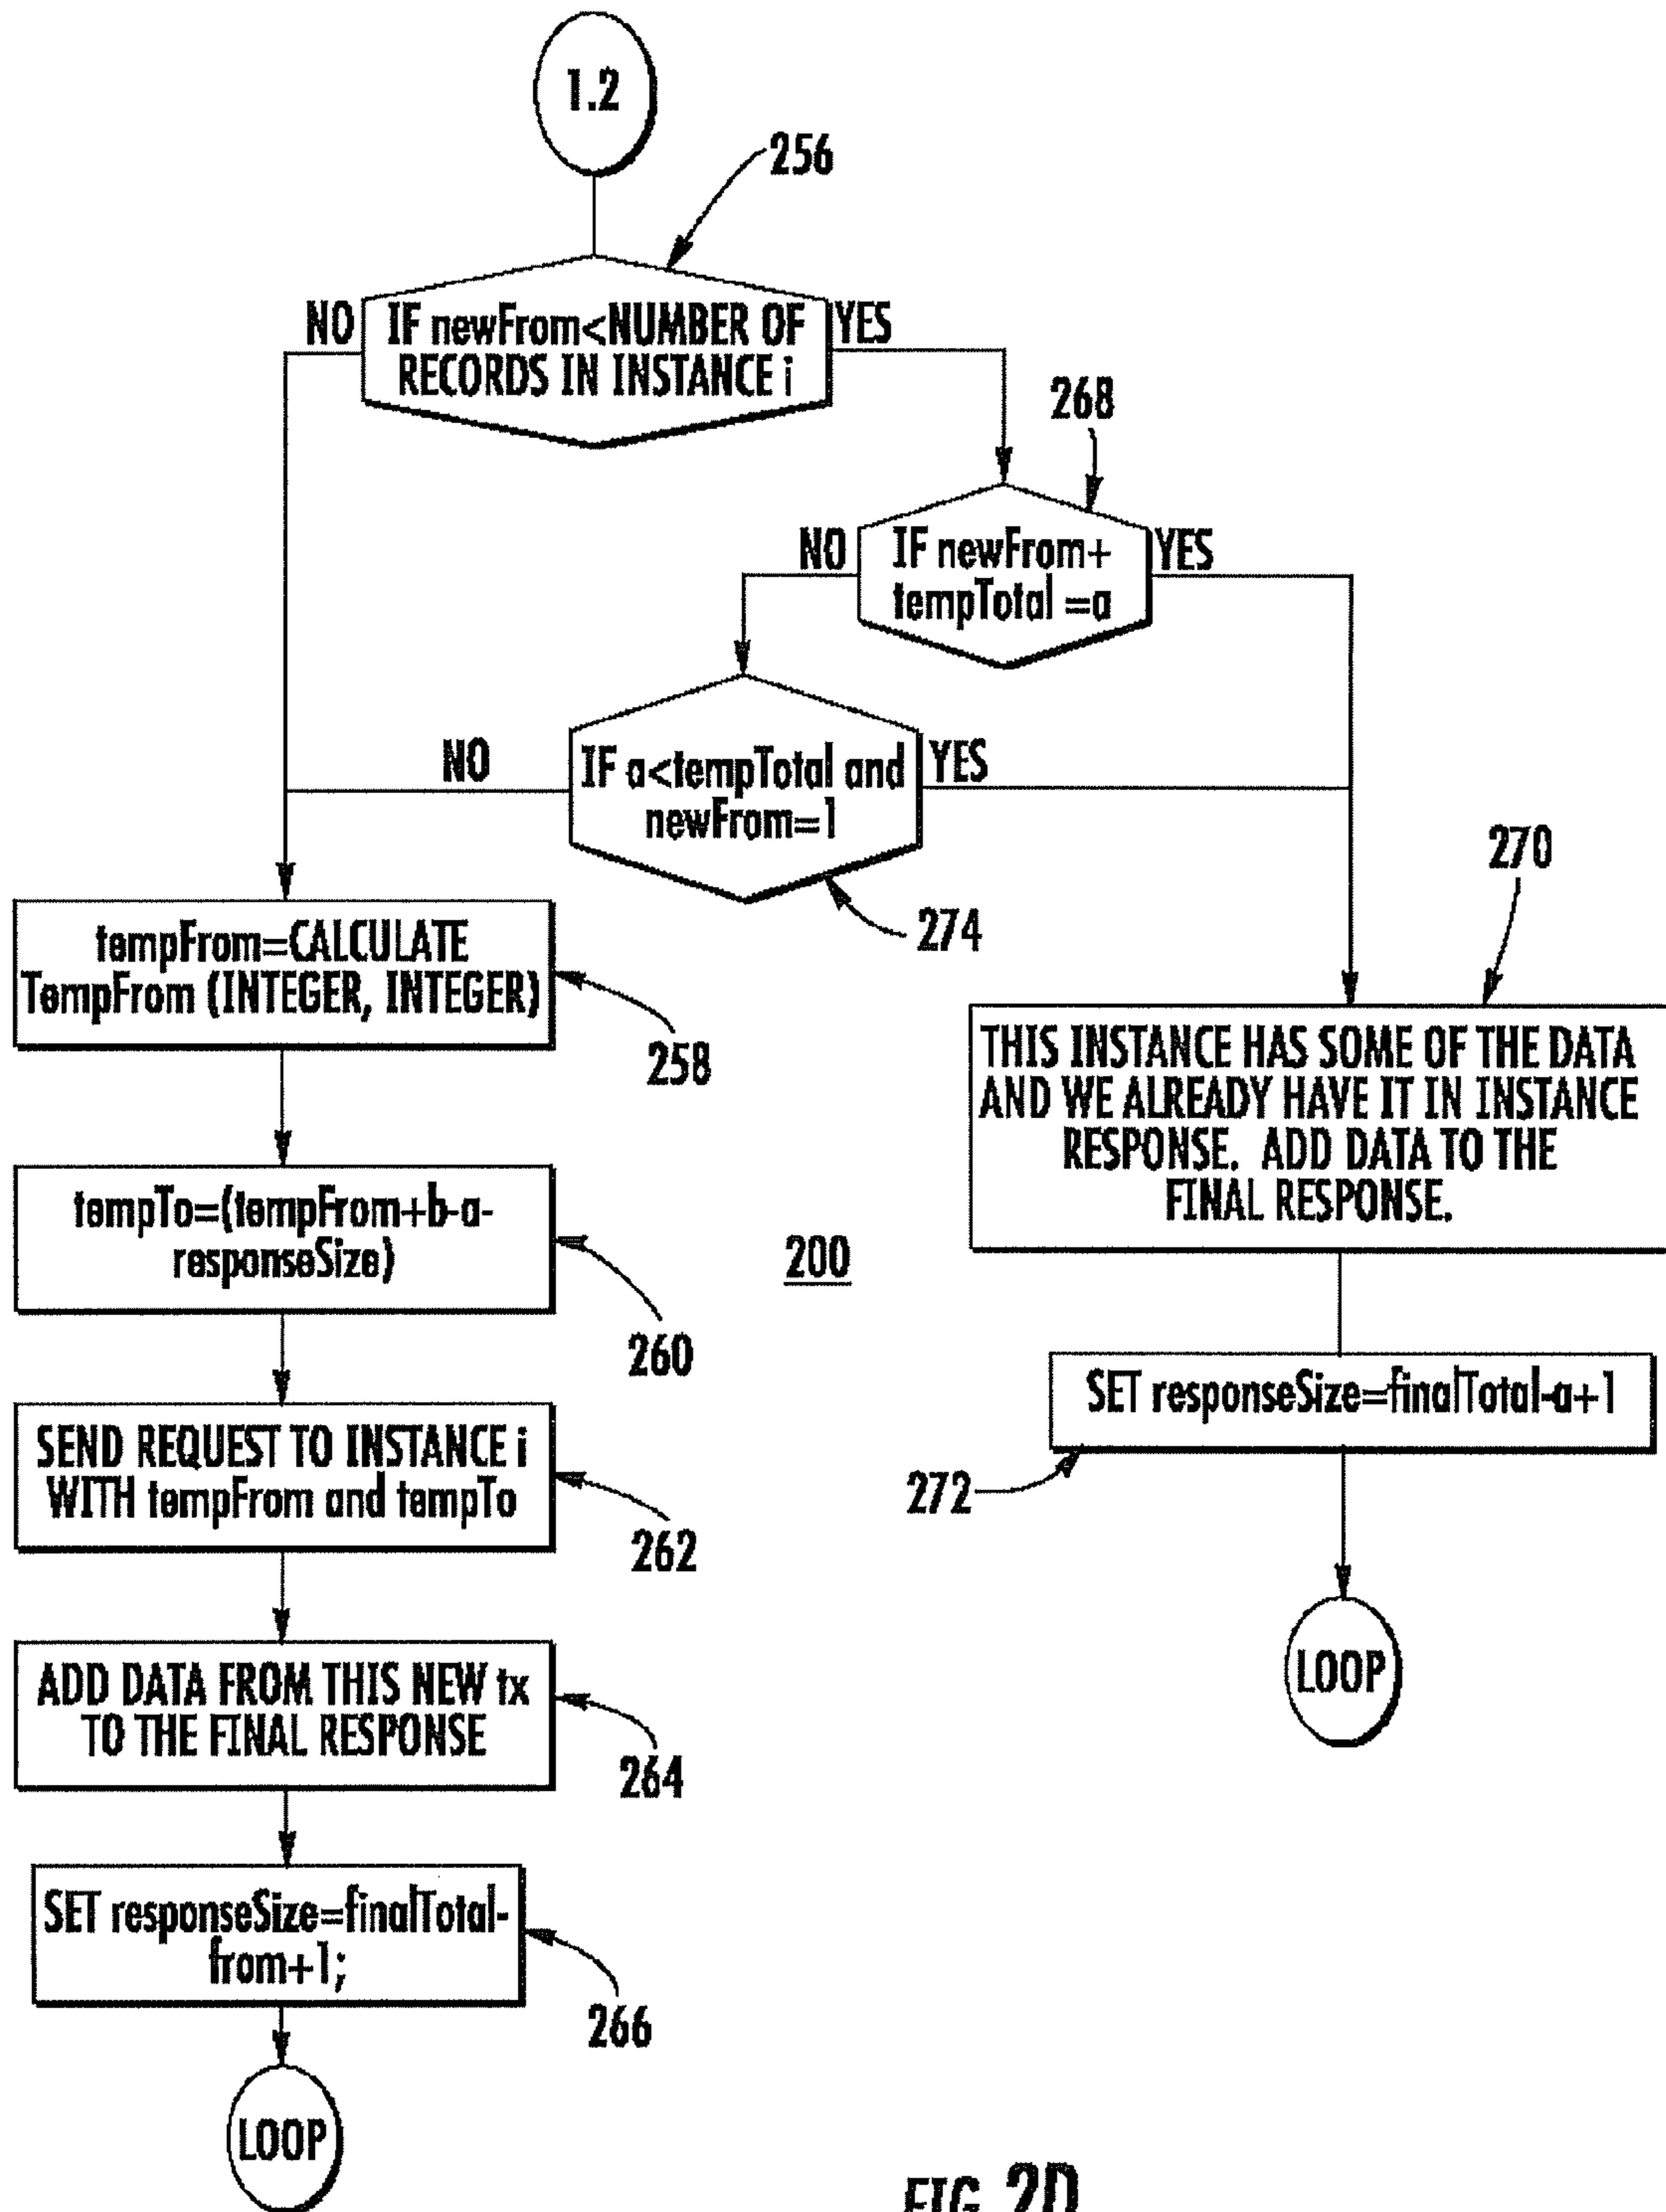 1.2
256
NO
IF newFrom<NUMBER OF
RECORDS IN INSTANCE i
YES
268
NO
IF newFrom+
tempTotal =a
YES
NO
IF a<tempTotal and
newFrom=1
YES
274
270
tempFrom=CALCULATE
TempFrom (INTEGER, INTEGER)
258
THIS INSTANCE HAS SOME OF THE DATA
AND WE ALREADY HAVE IT IN INSTANCE
RESPONSE. ADD DATA TO THE
FINAL RESPONSE.
tempTo=(tempFrom+b-a-
responseSize)
260
200
SET responseSize=finalTotal-a+1
272
SEND REQUEST TO INSTANCE i
WITH tempFrom and tempTo
262
LOOP
ADD DATA FROM THIS NEW tx
TO THE FINAL RESPONSE
264
SET responseSize=finalTotal-
from+1;
266
LOOP
FIG. 2D